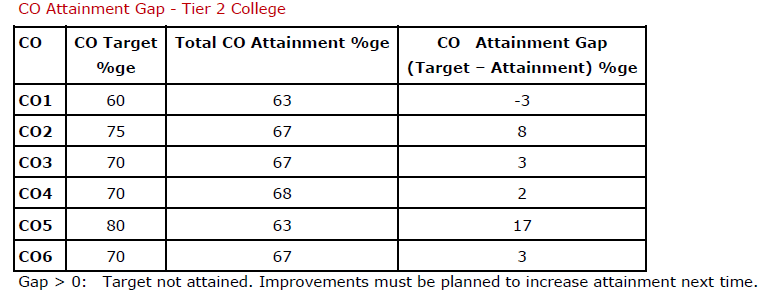 CO Attainment Gap - Tier 2 College
CO CO Target %ge Total CO Attainment %ge CO Attainment Gap (Target – Attainment) %ge
CO1 60 63 -3
CO2 75 67 8
CO3 70 67 3
CO4 70 68 2
CO5 80 63 17
CO6 70 67 3
Gap > 0: Target not attained. Improvements must be planned to increase attainment next time.